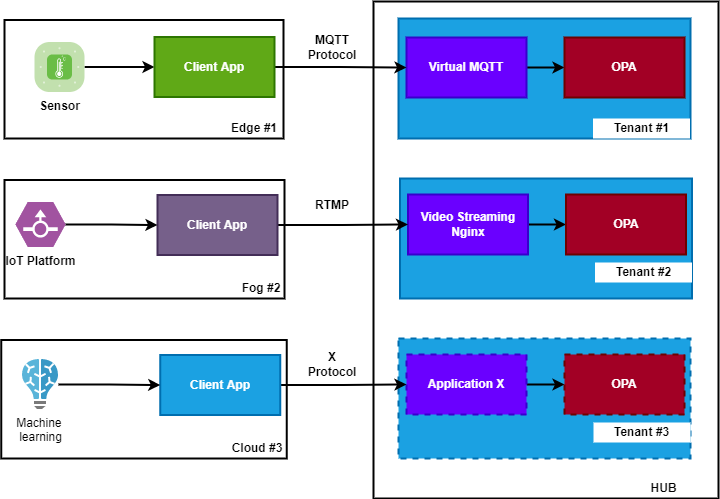 MQTT
Protocol
Client App
Virtual MQTT
OPA
Sensor
Edge #1
Tenant #1
RTMP
Client App
Video Streaming
Nginx
OPA
IoT Platform
Fog #2
Tenant #2
X
Protocol
Client App
Application X
OPA
Machine
learning
Cloud #3
Tenant #3
HUB